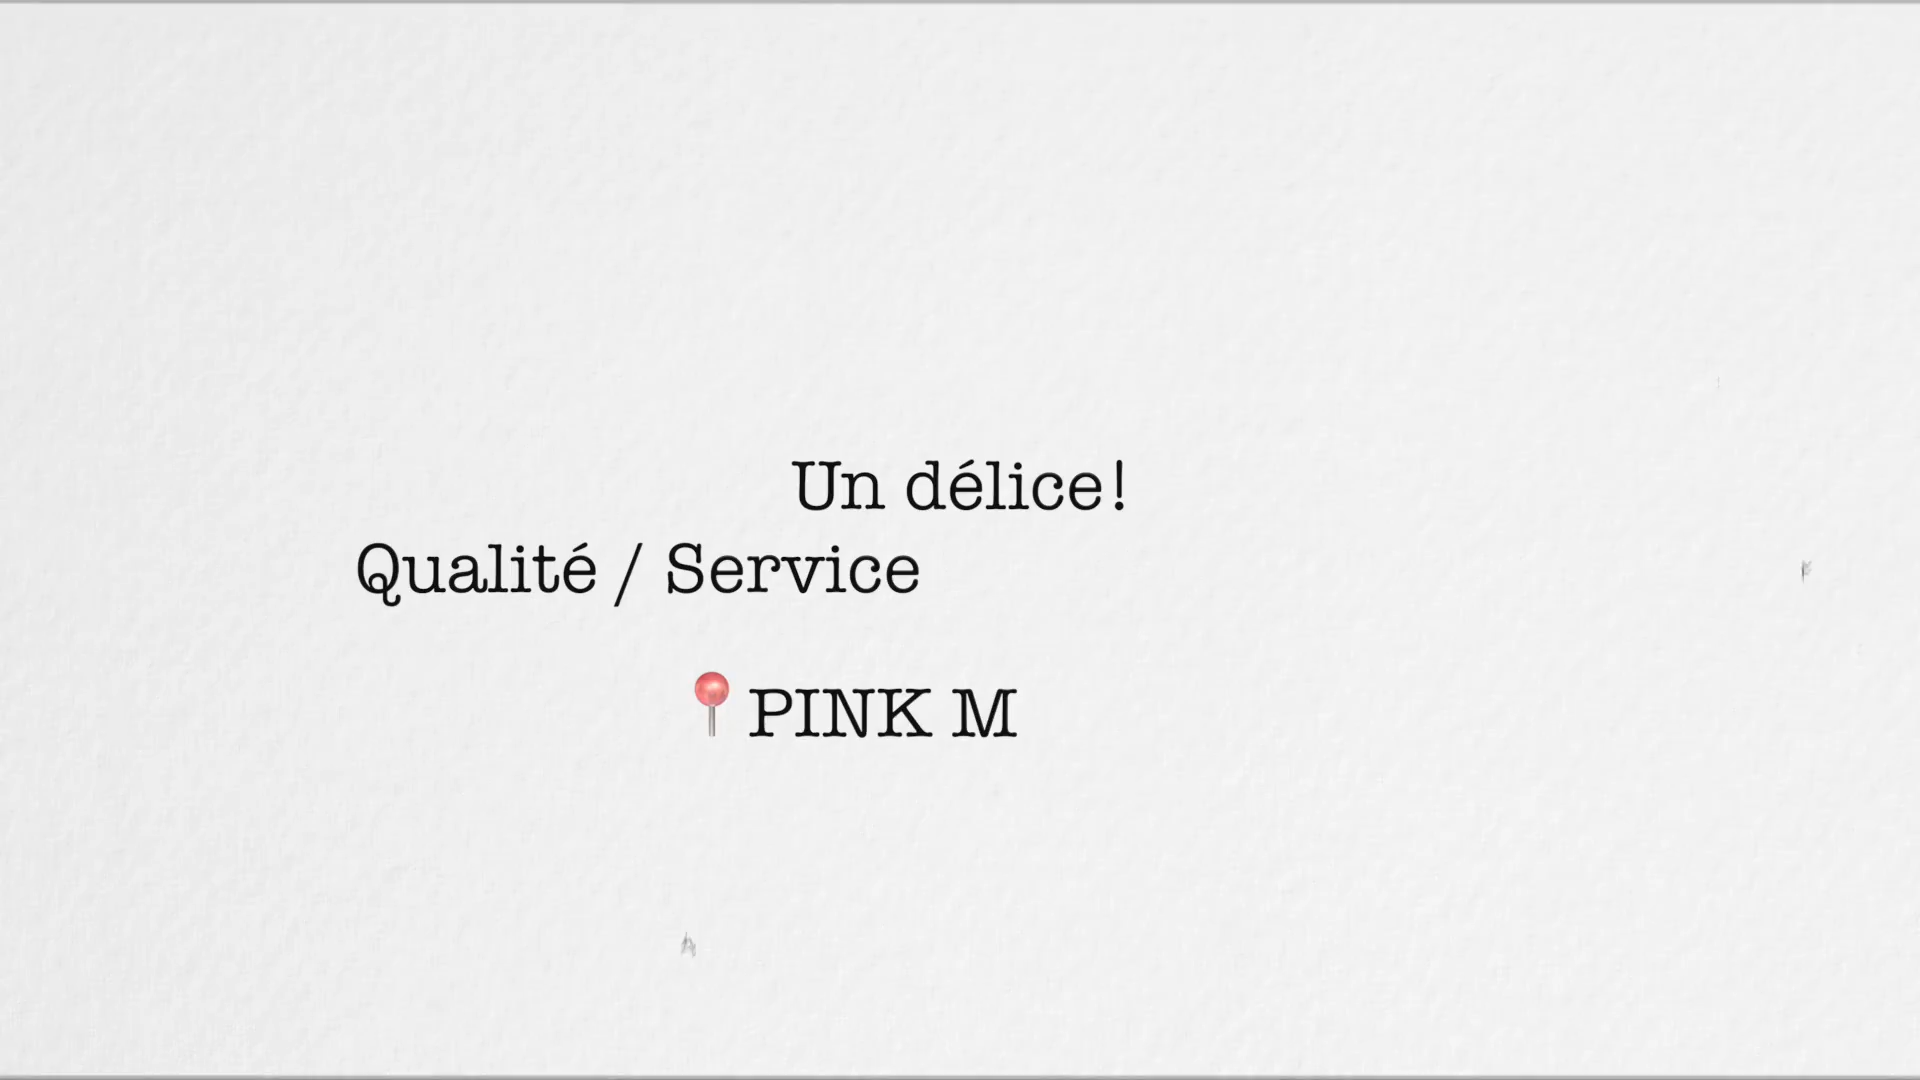 Un délice!
Qualité / Service
📍PINK M